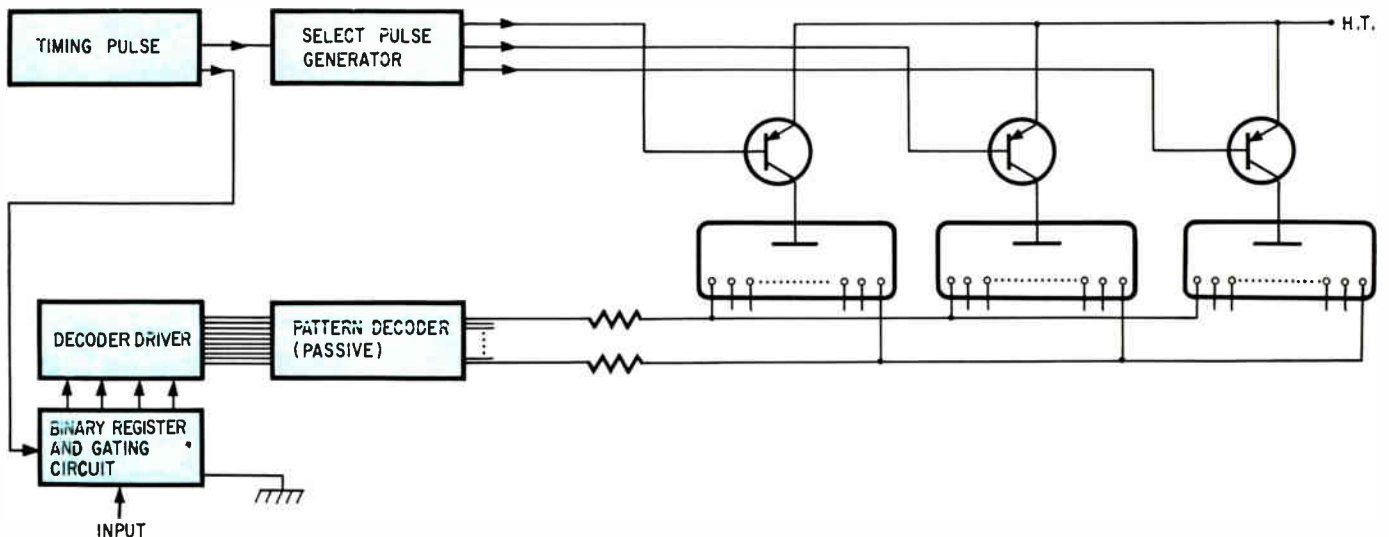 TIMING PULSE
SELECT PULSE
GENERATOR
H.T.
DECODER DRIVER
PATTERN DECODER
(PASSIVE)
BINARY REGISTER
AND GATING
CIRCUIT
INPUT